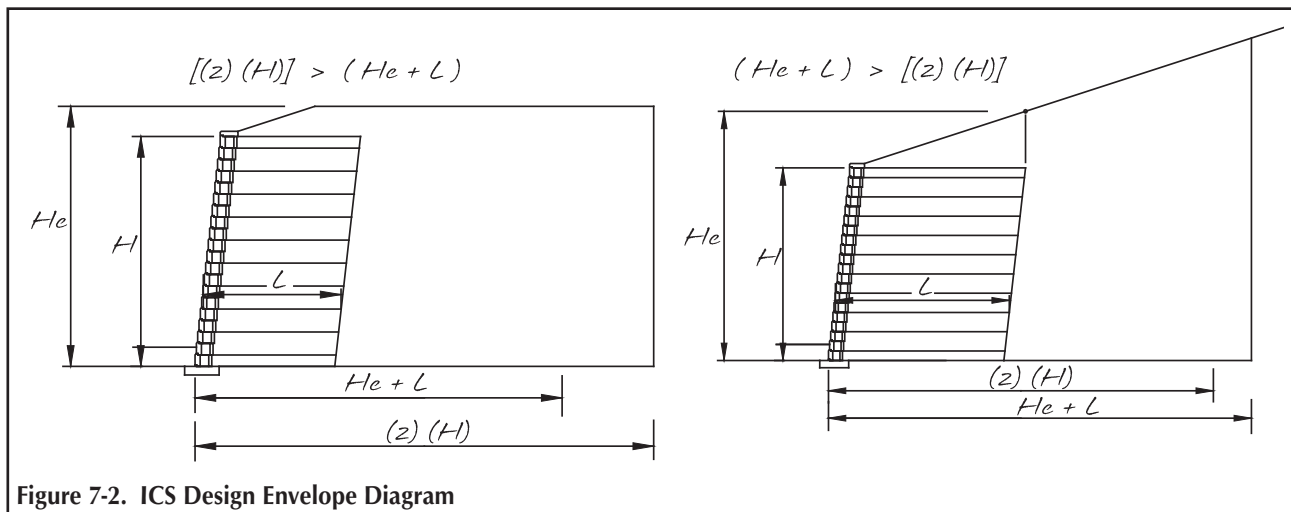 [(2) (H)] > (He + L)
He
H
L
He + L
(2) (H)
(He + L) > [(2) (H)]
He
H
L
(2) (H)
He + L
Figure 7-2. ICS Design Envelope Diagram